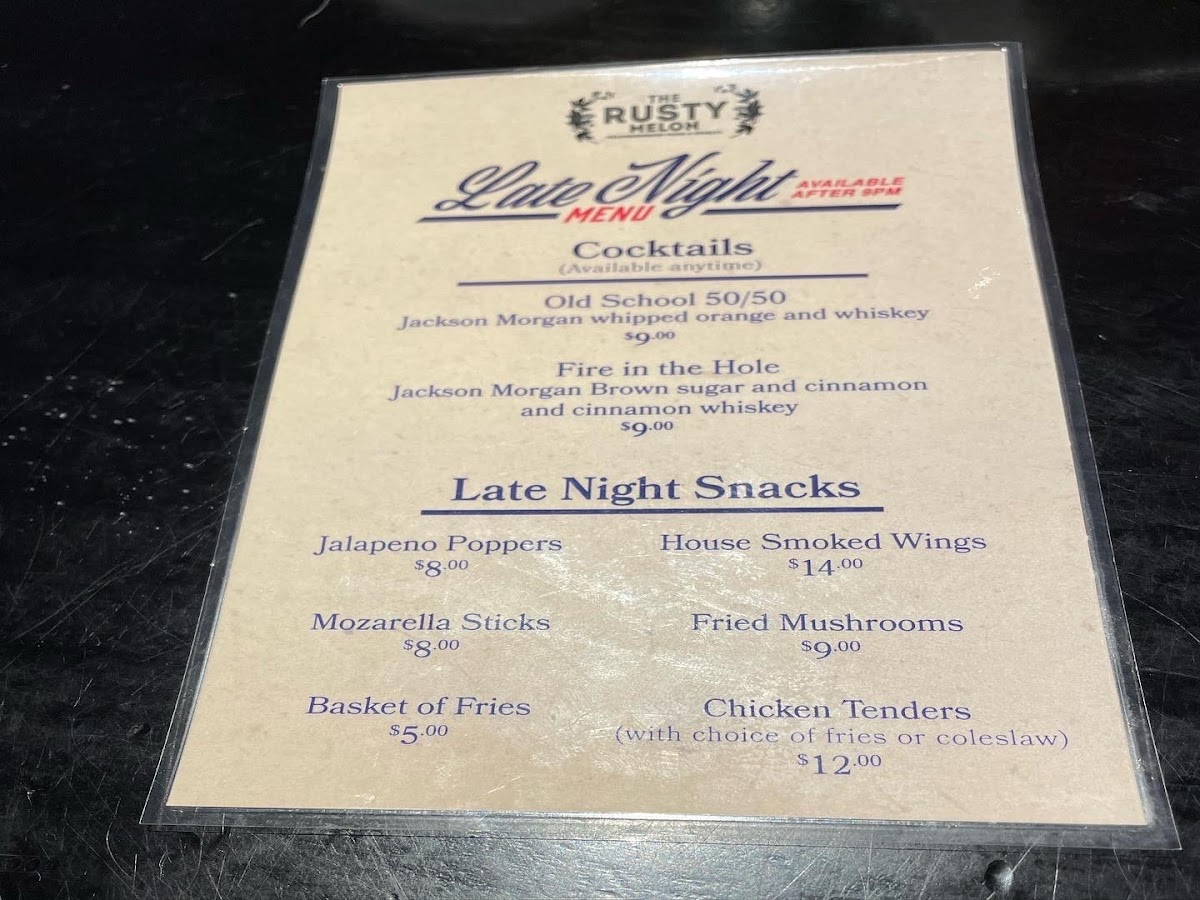 THE
RUSTY
MELON
Late Night
MENU
AVAILABLE
AFTER 9PM
Cocktails
(Available anytime)
Old School 50/50
Jackson Morgan whipped orange and whiskey
$9.00
Fire in the Hole
Jackson Morgan Brown sugar and cinnamon
and cinnamon whiskey
$9.00
Late Night Snacks
Jalapeno Poppers
$8.00
House Smoked Wings
$14.00
Mozarella Sticks
$8.00
Fried Mushrooms
$9.00
Basket of Fries
$5.00
Chicken Tenders
(with choice of fries or coleslaw)
$12.00